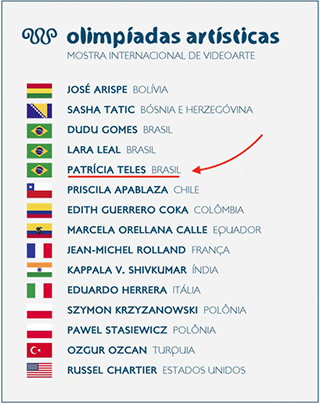 olimpíadas artísticas
MOSTRA INTERNACIONAL DE VIDEOARTE
JOSÉ ARISPE BOLÍVIA
SASHA TATIC BÓSNIA E HERZEGÓVINA
DUDU GOMES BRASIL
LARA LEAL BRASIL
PATRÍCIA TELES BRASIL
PRISCILA APABLAZA CHILE
EDITH GUERRERO COKA COLÔMBIA
MARCELA ORELLANA CALLE EQUADOR
JEAN-MICHEL ROLLAND FRANÇA
KAPPALA V. SHIVKUMAR ÍNDIA
EDUARDO HERRERA ITÁLIA
SZYMON KRZYZANOWSKI POLÔNIA
PAWEL STASIEWICZ POLÔNIA
OZGUR OZCAN TURQUIA
RUSSEL CHARTIER ESTADOS UNIDOS